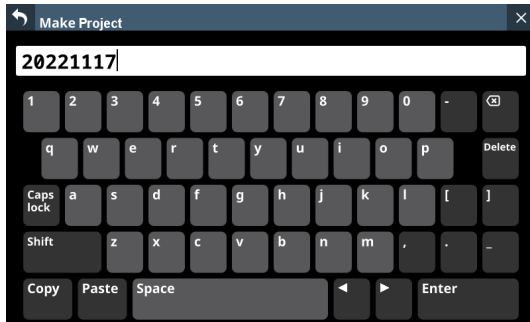 Make Project
20221117
1 2 3 4 5 6 7 8 9 0 -
q w e r t y u i o p Delete
Caps lock a s d f g h j k l [ ]
Shift z x c v b n m , . _
Copy Paste Space ◀ ▶ Enter